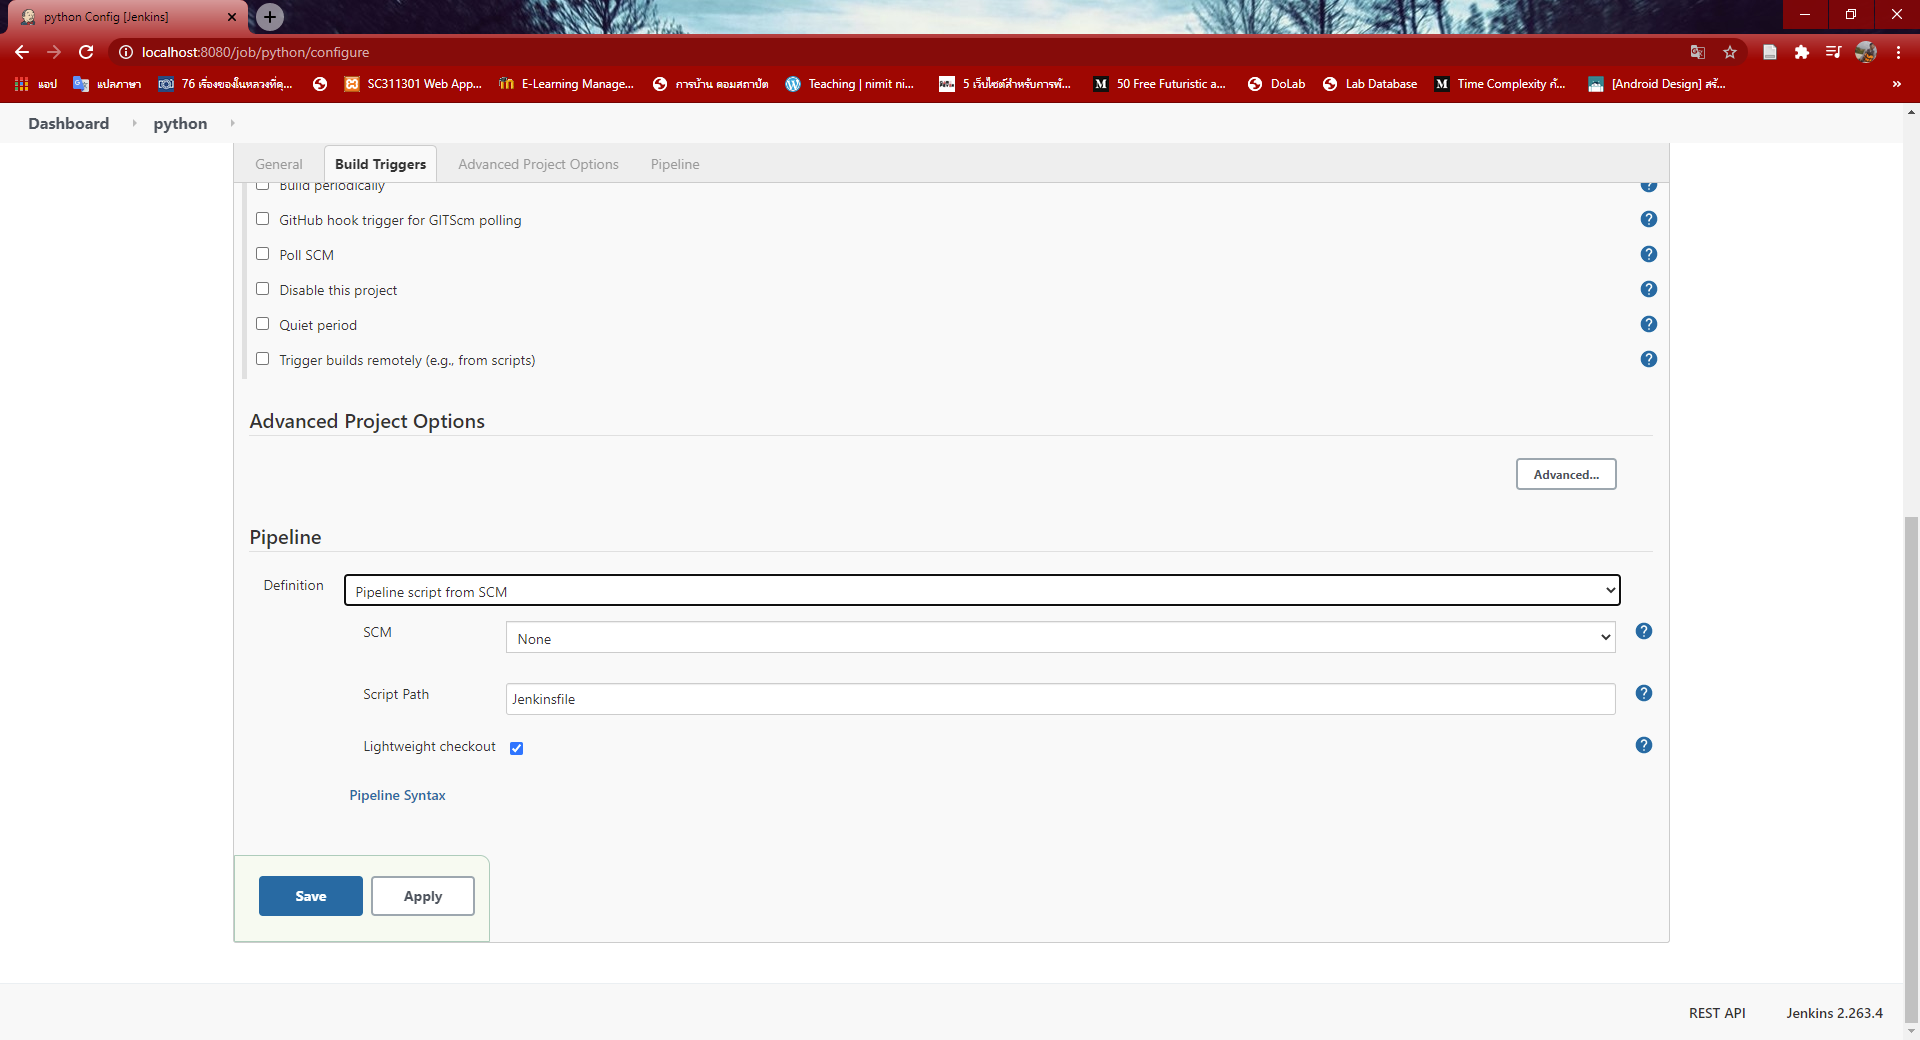 python Config [Jenkins]
localhost:8080/job/python/configure
แอป
แปลภาษา
76 เรื่องของในหลวงที่ดุ...
SC311301 Web App...
E-Learning Manage...
การบ้าน ดอมสถาปัต
Teaching | nimit ni...
5 เว็บไซต์สำหรับการพั...
50 Free Futuristic a...
DoLab
Lab Database
Time Complexity ก้...
[Android Design] สร้...
Dashboard
python
General
Build Triggers
Advanced Project Options
Pipeline
Build periodically
GitHub hook trigger for GITScm polling
Poll SCM
Disable this project
Quiet period
Trigger builds remotely (e.g., from scripts)
Advanced Project Options
Advanced...
Pipeline
Definition
Pipeline script from SCM
SCM
None
Script Path
Jenkinsfile
Lightweight checkout
Pipeline Syntax
Save
Apply
REST API
Jenkins 2.263.4